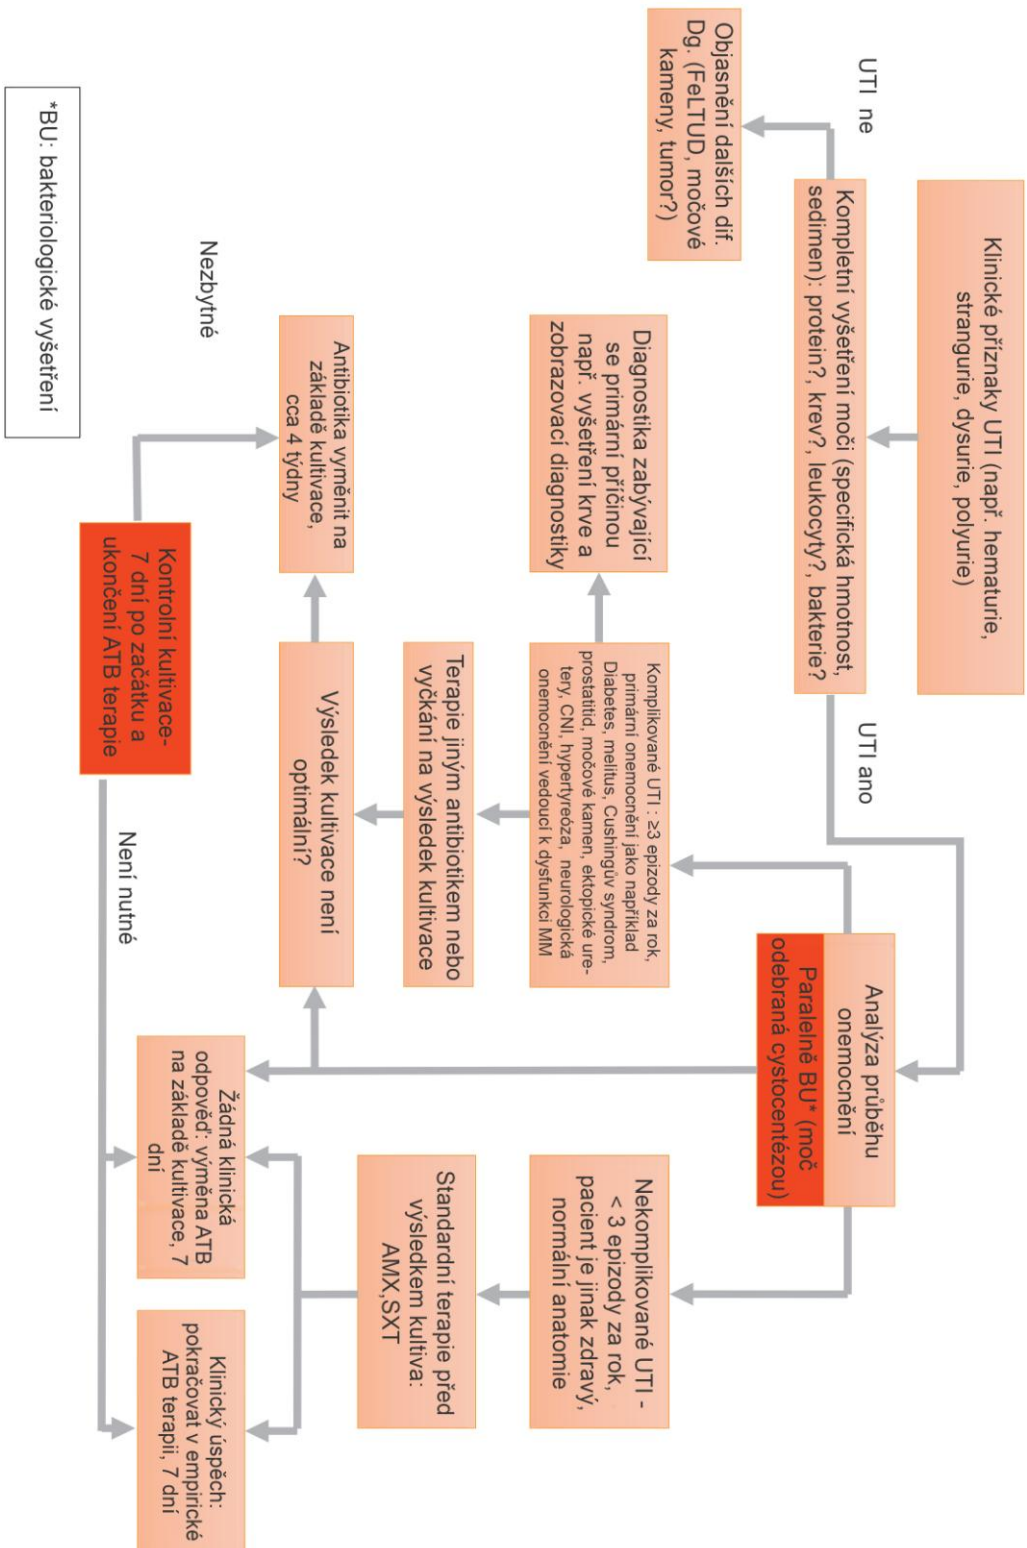 Klinické příznaky UTI (např. hematurie,
strangurie, dysurie, polyurie)
Kompletní vyšetření moči (specifická hmotnost,
sedimen): protein?, krev?, leukocyty?, bakterie?
UTI ne
UTI ano
Objasnění dalších dif.
Dg. (FeLTUD, močové
kameny, tumor?)
Analýza průběhu
onemocnění
Paralelně BU* (moč
odebraná cystocentézou)
Diagnostika zabývající
se primární příčinou
např. vyšetření krve a
zobrazovací diagnostiky
Komplikované UTI : ≥3 epizody za rok,
primární onemocnění jako například
Diabetes, melitus, Cushingův syndrom,
prostatitid, močové kamen, ektopické ure-
tery, CNI, hypertyreóza, neurologická
onemocnění vedoucí k dysfunkci MM
Nekomplikované UTI -
< 3 epizody za rok,
pacient je jinak zdravý,
normální anatomie
Terapie jiným antibiotikem nebo
vyčkání na výsledek kultivace
Standardní terapie před
výsledkem kultiva:
AMX,SXT
Antibiotika vyměnit na
základě kultivace,
cca 4 týdny
Výsledek kultivace není
optimální?
Žádná klinická
odpověď: výměna ATB
na základě kultivace, 7
dní
Klinický úspěch:
pokračovat v empirické
ATB terapii, 7 dní
Nezbytné
Kontrolní kultivace-
7 dní po začátku a
ukončení ATB terapie
Není nutné
*BU: bakteriologické vyšetření